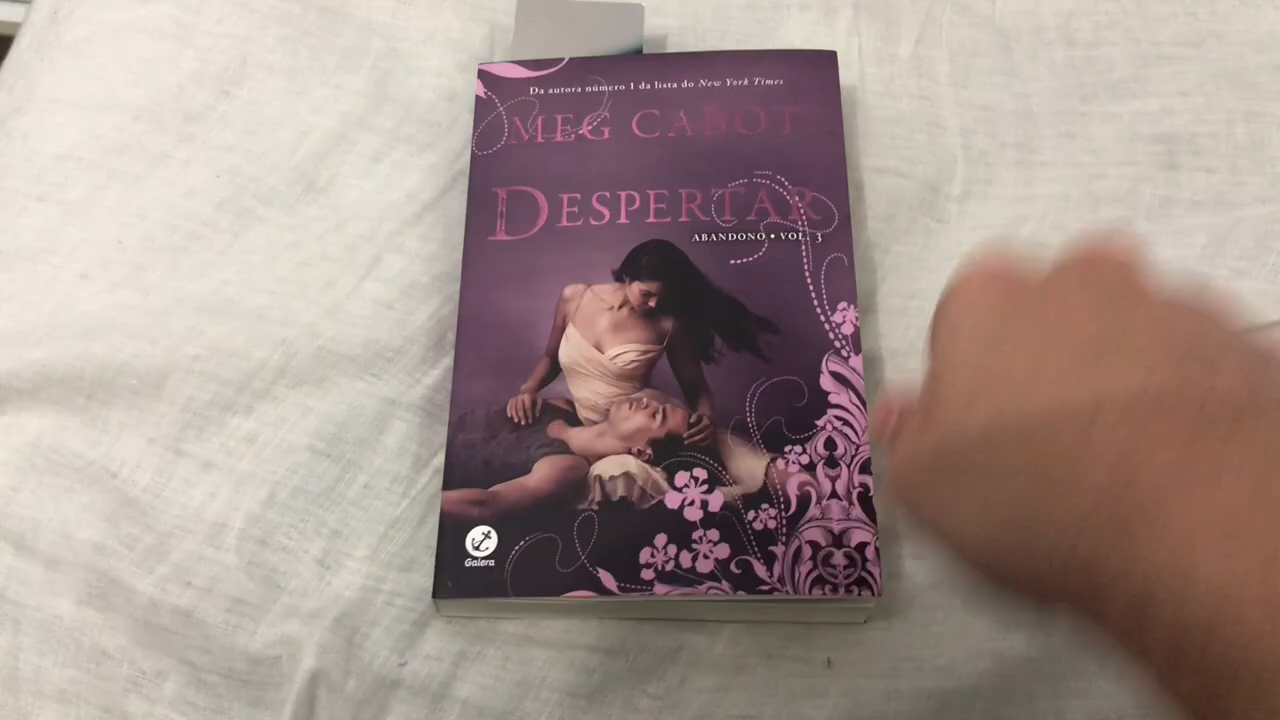 Da autora número 1 da lista do New York Times
MEG CABOT
DESPERTAR
ABANDONO • VOL. 3
Galera